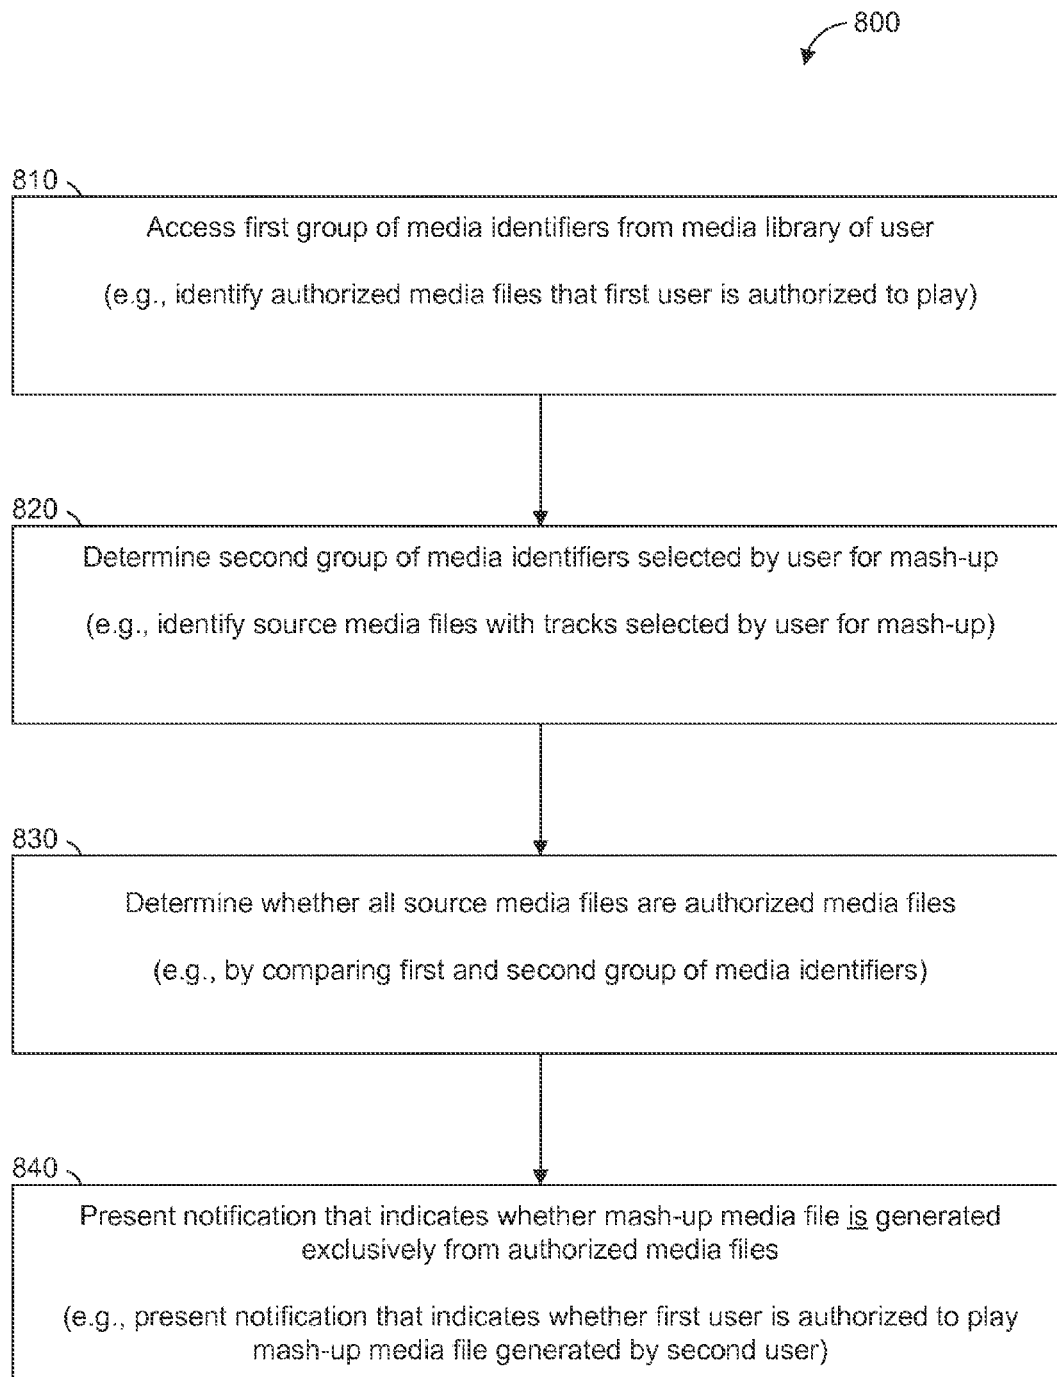 800
810
Access first group of media identifiers from media library of user
(e.g., identify authorized media files that first user is authorized to play)
820
Determine second group of media identifiers selected by user for mash-up
(e.g., identify source media files with tracks selected by user for mash-up)
830
Determine whether all source media files are authorized media files
(e.g., by comparing first and second group of media identifiers)
840
Present notification that indicates whether mash-up media file is generated
exclusively from authorized media files
(e.g., present notification that indicates whether first user is authorized to play
mash-up media file generated by second user)